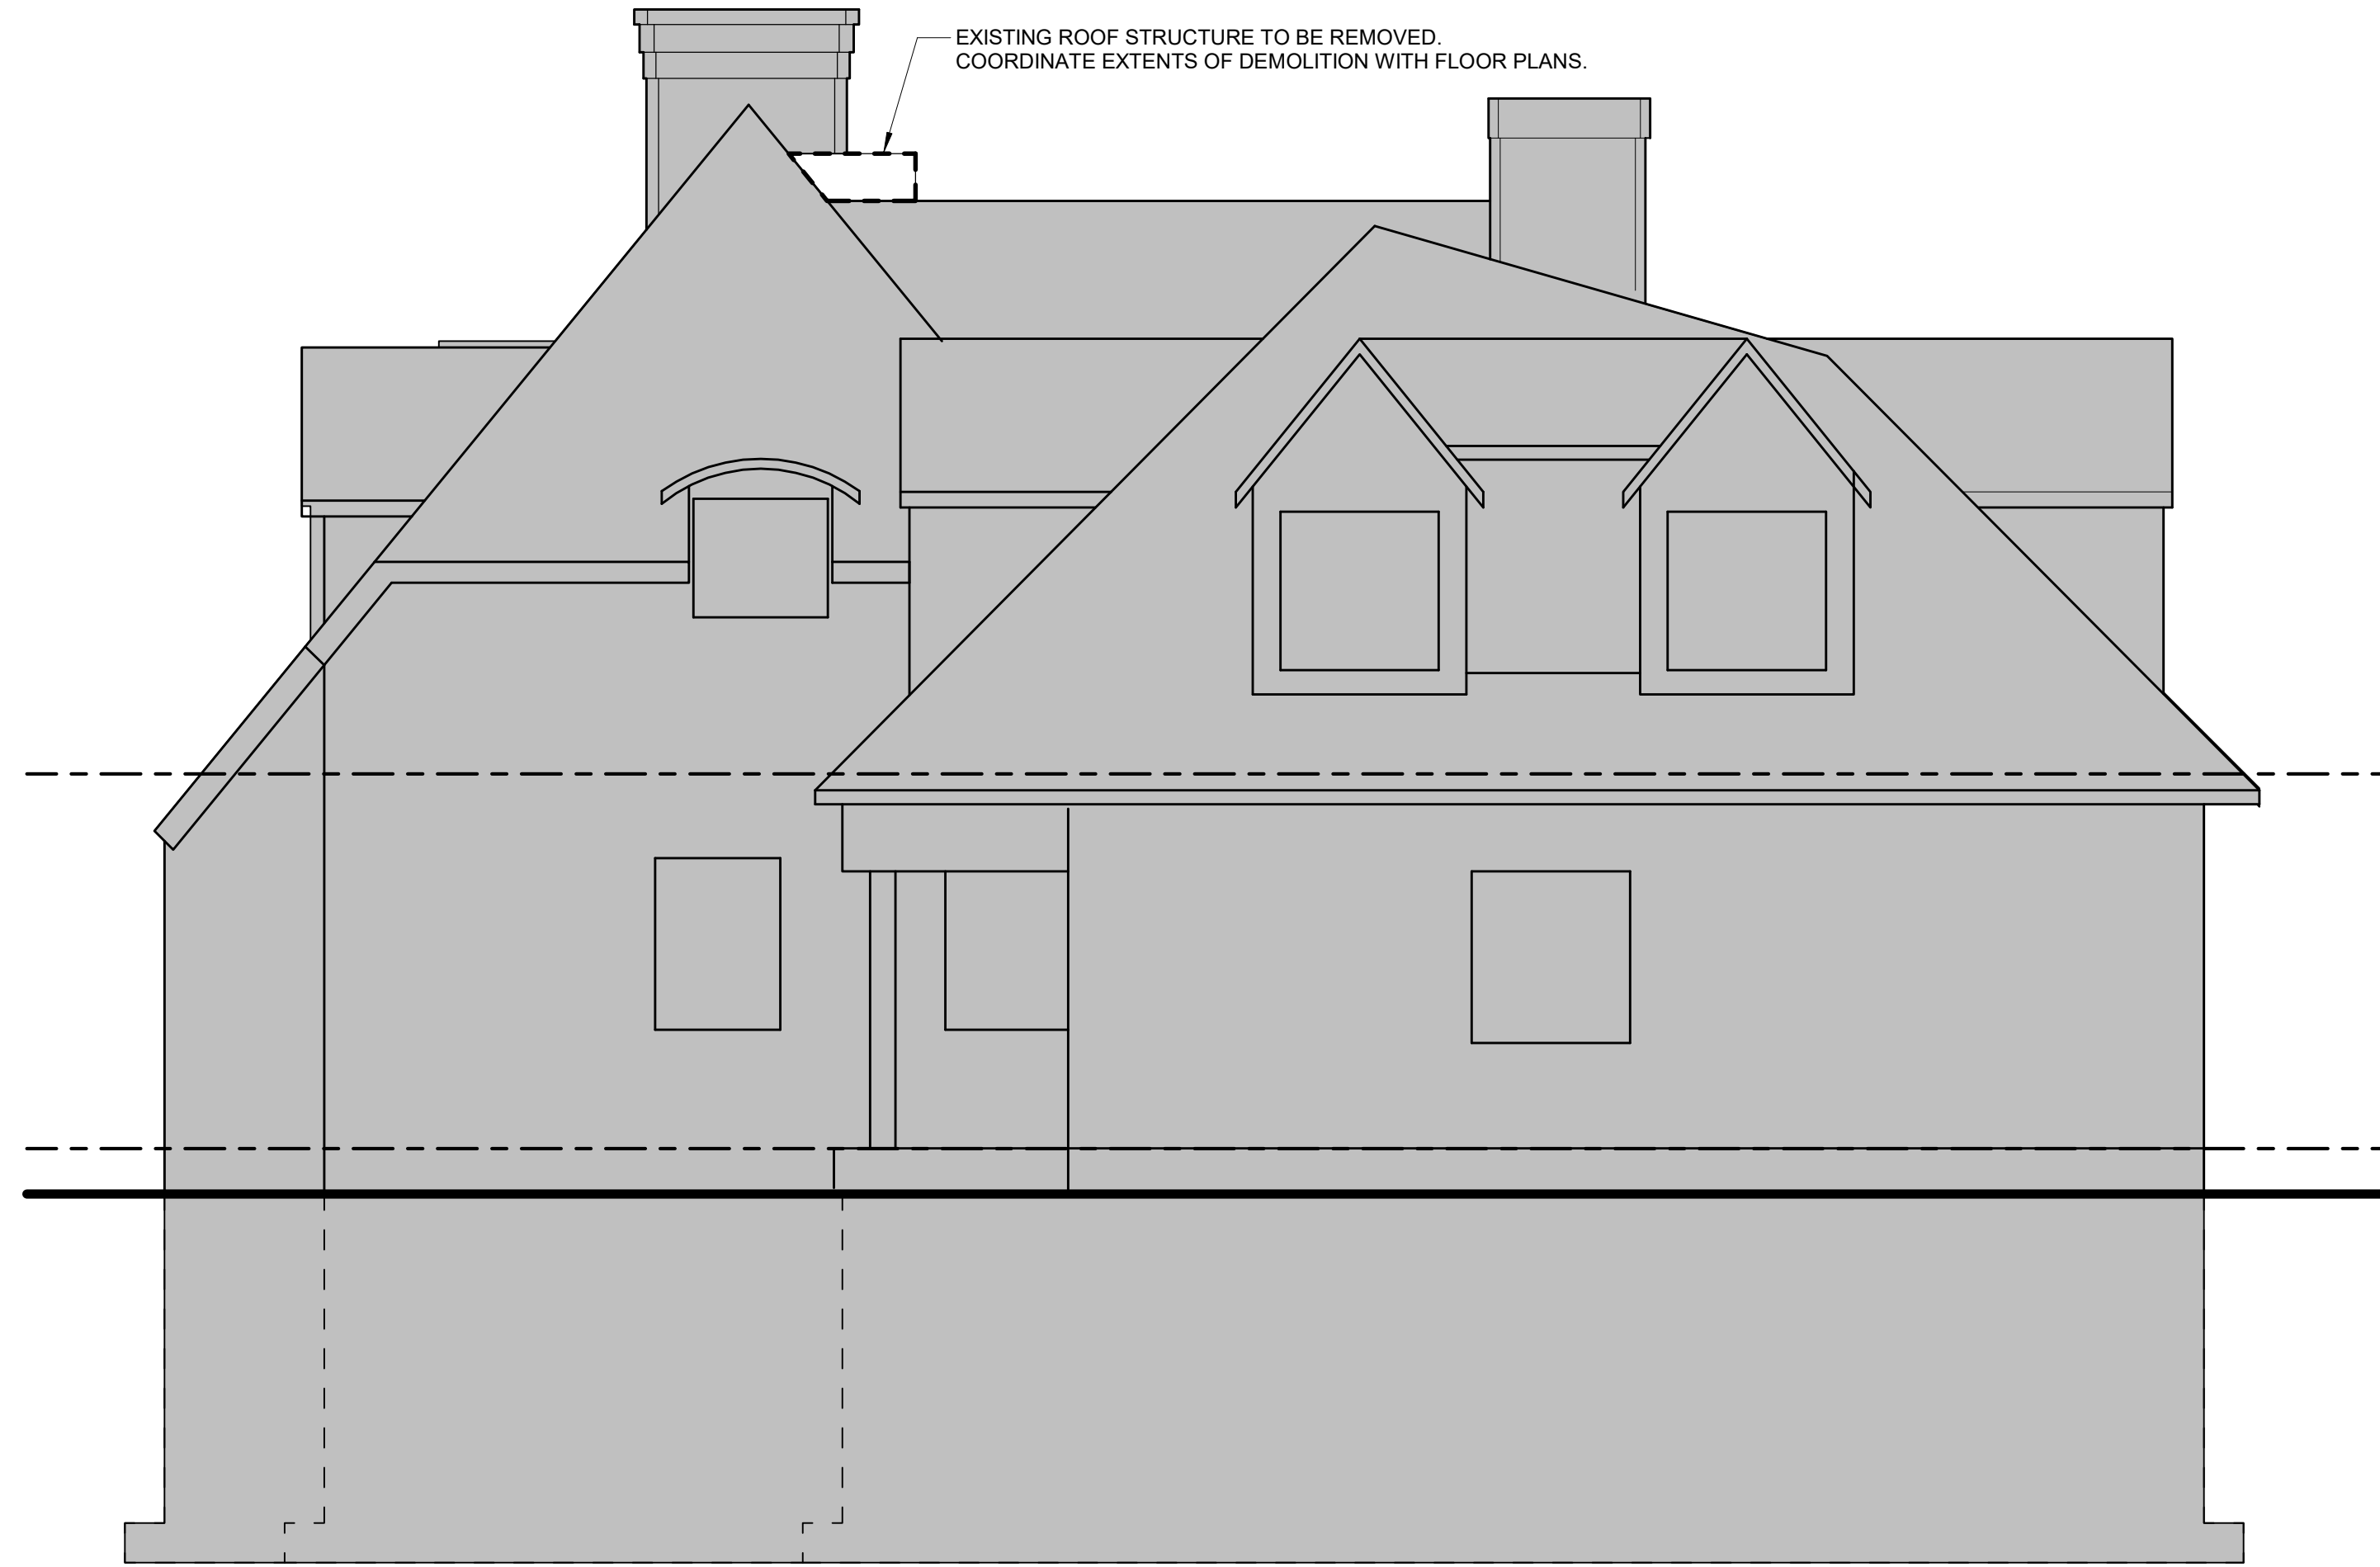 EXISTING ROOF STRUCTURE TO BE REMOVED.
COORDINATE EXTENTS OF DEMOLITION WITH FLOOR PLANS.